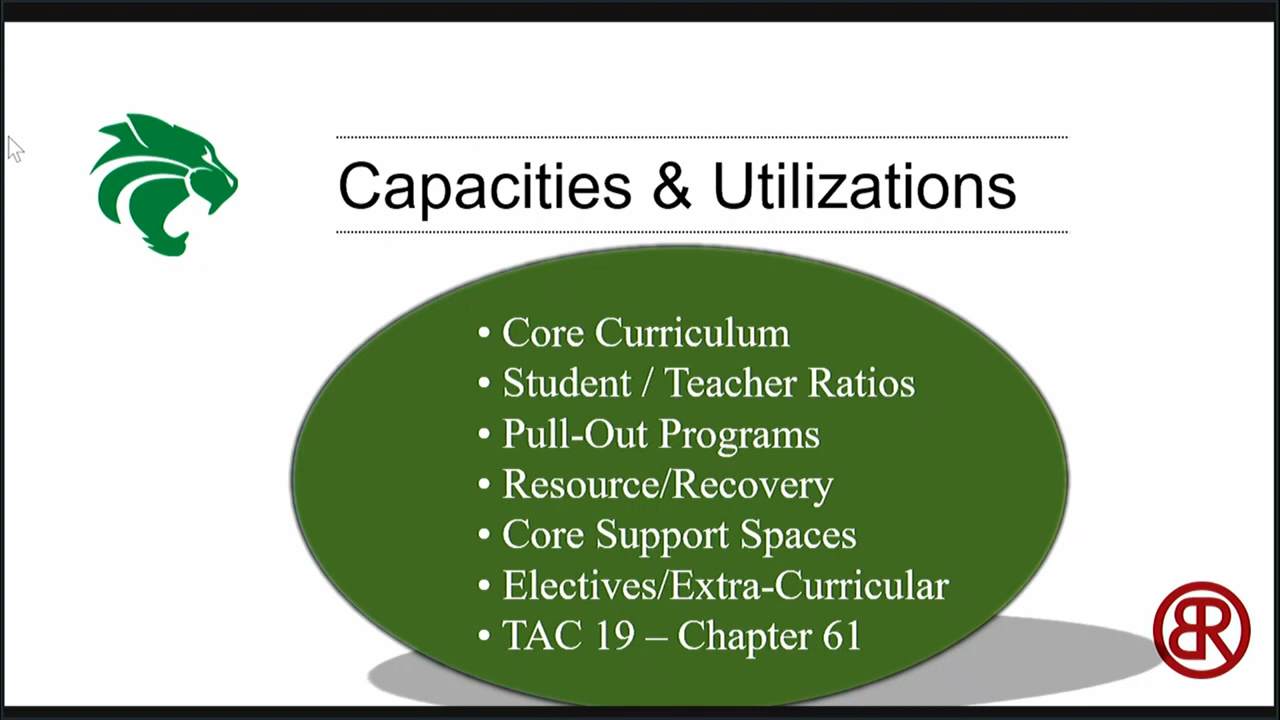 Capacities & Utilizations
• Core Curriculum
• Student / Teacher Ratios
• Pull-Out Programs
• Resource/Recovery
• Core Support Spaces
• Electives/Extra-Curricular
• TAC 19 – Chapter 61
BR